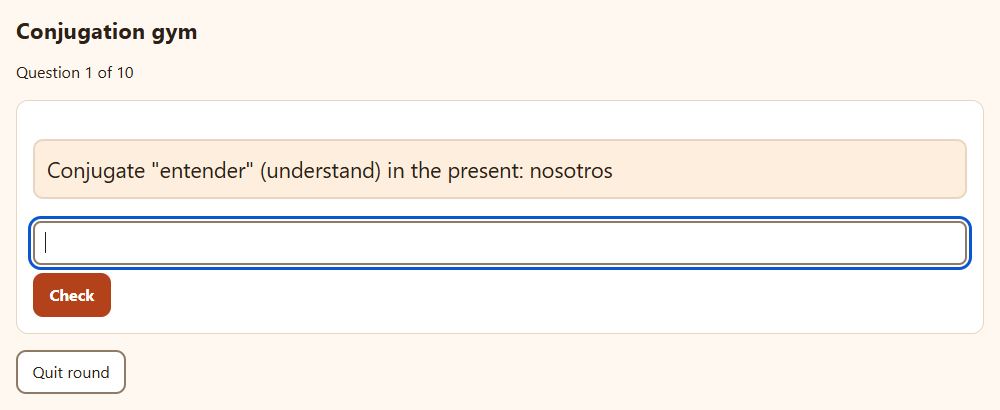 Conjugation gym
Question 1 of 10
Conjugate "entender" (understand) in the present: nosotros
Check
Quit round